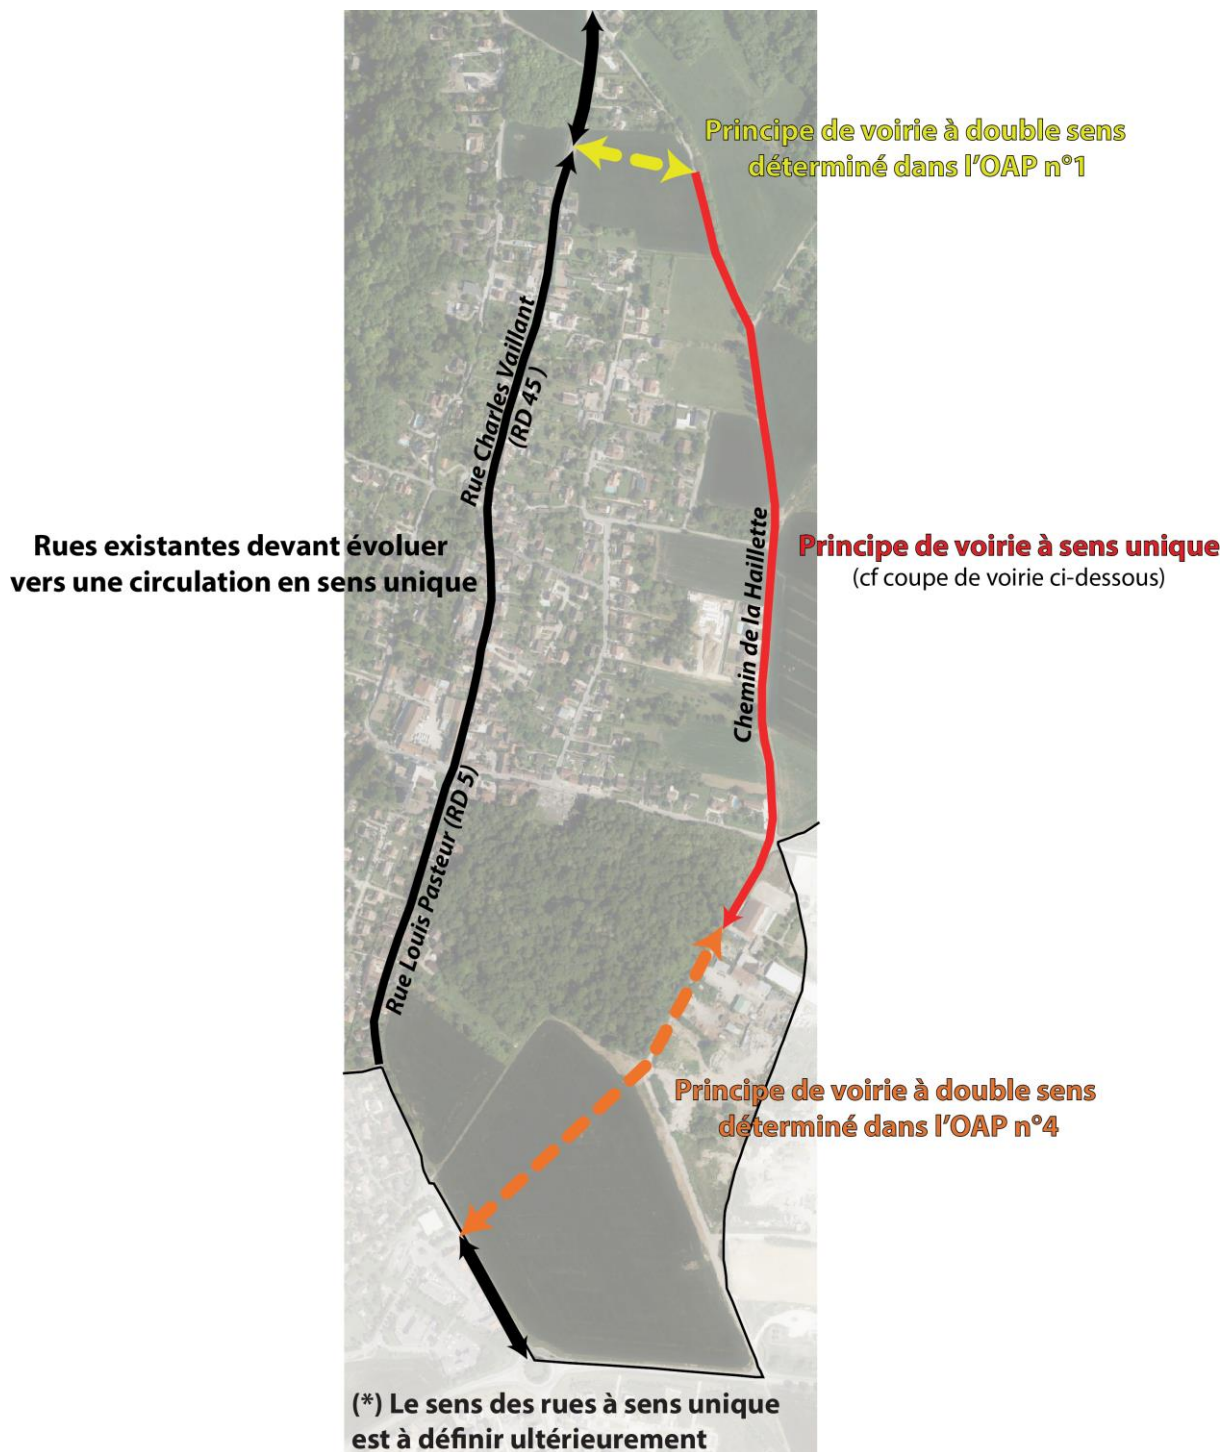 Principe de voirie à double sens
déterminé dans l'OAP n°1
Rue Charles Vaillant
(RD 45 )
Rues existantes devant évoluer
vers une circulation en sens unique
Principe de voirie à sens unique
(cf coupe de voirie ci-dessous)
Chemin de la Haillette
Rue Louis Pasteur (RD 5)
Principe de voirie à double sens
déterminé dans l'OAP n°4
(*) Le sens des rues à sens unique
est à définir ultérieurement